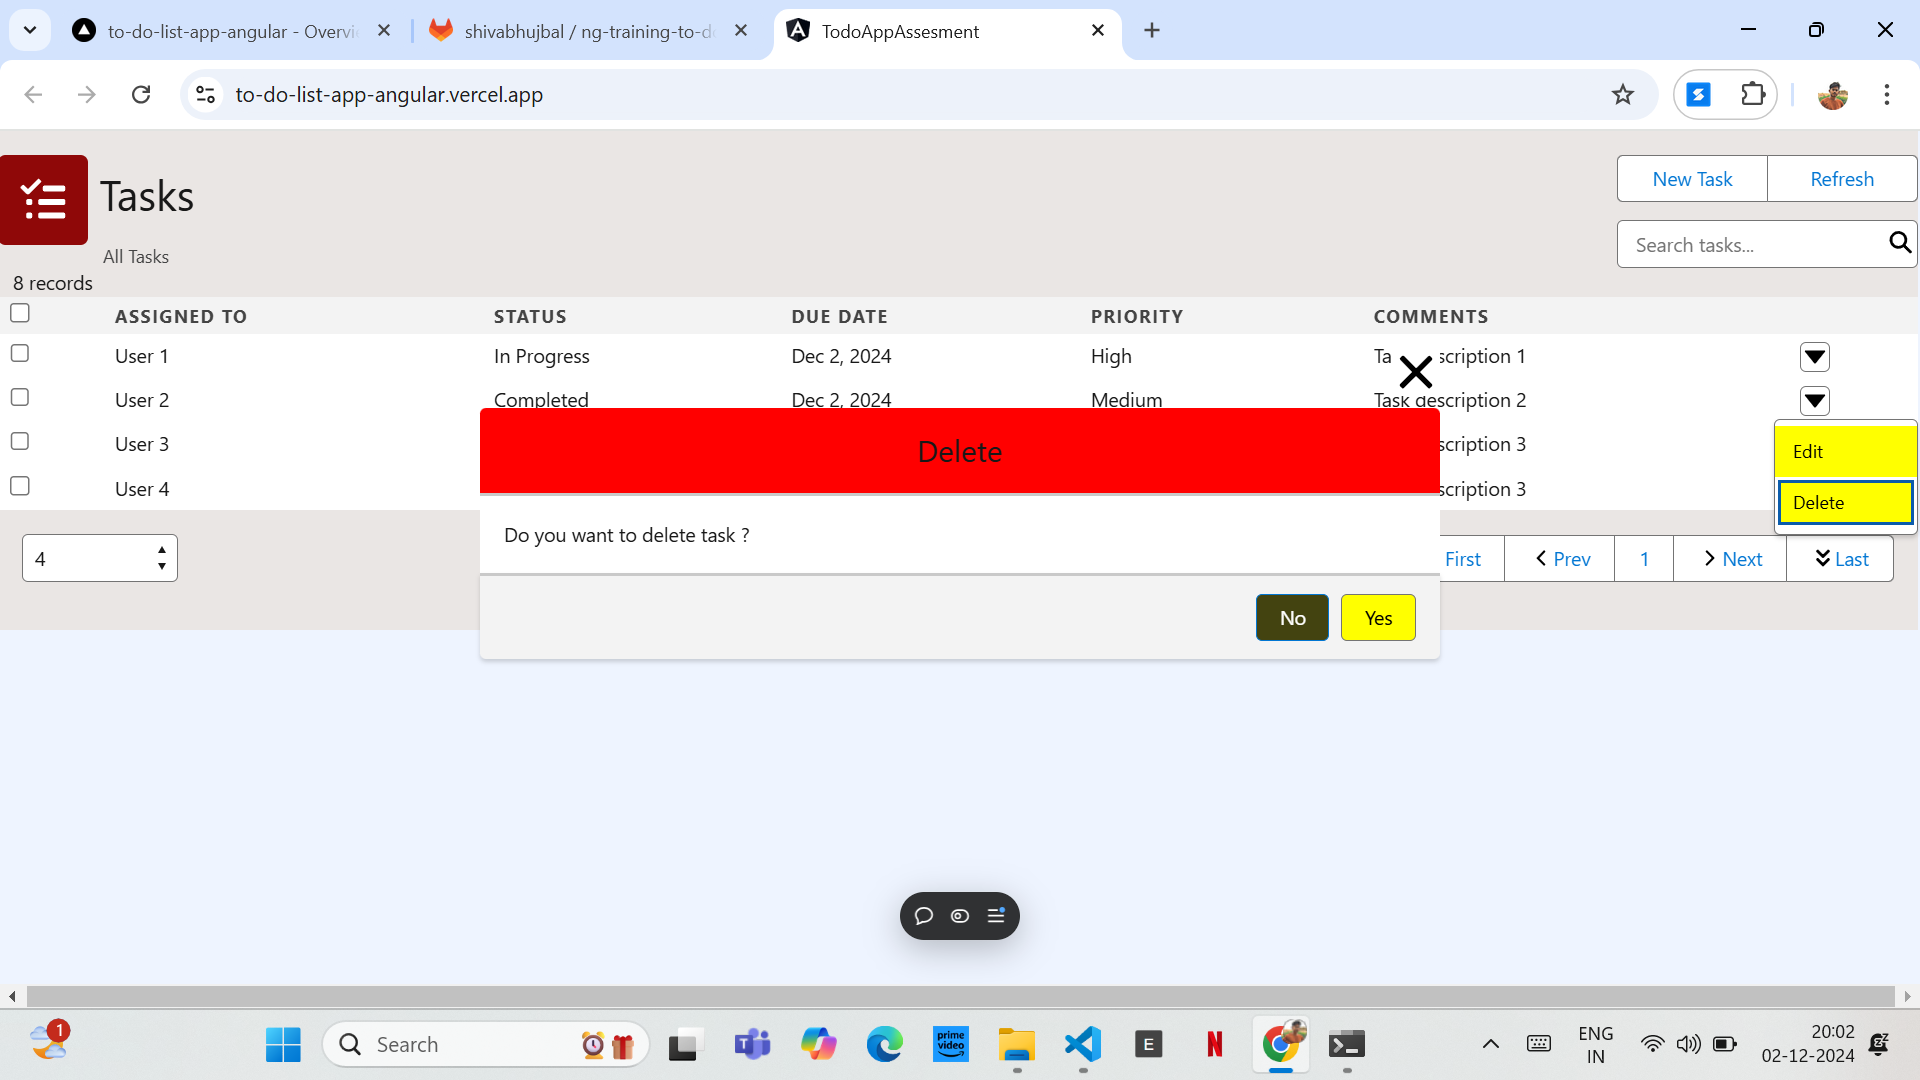 to-do-list-app-angular - Overvi
shivabhujbal / ng-training-to-d
TodoAppAssesment
to-do-list-app-angular.vercel.app
Tasks
New Task
Refresh
All Tasks
Search tasks...
8 records
ASSIGNED TO STATUS DUE DATE PRIORITY COMMENTS
User 1 In Progress Dec 2, 2024 High Ta scription 1
User 2 Completed Dec 2, 2024 Medium Task description 2
User 3 scription 3
User 4 scription 3
Edit
Delete
Delete
Do you want to delete task ?
No Yes
4
First Prev 1 Next Last
1
Search
prime video
E
N
ENG
IN
20:02
02-12-2024